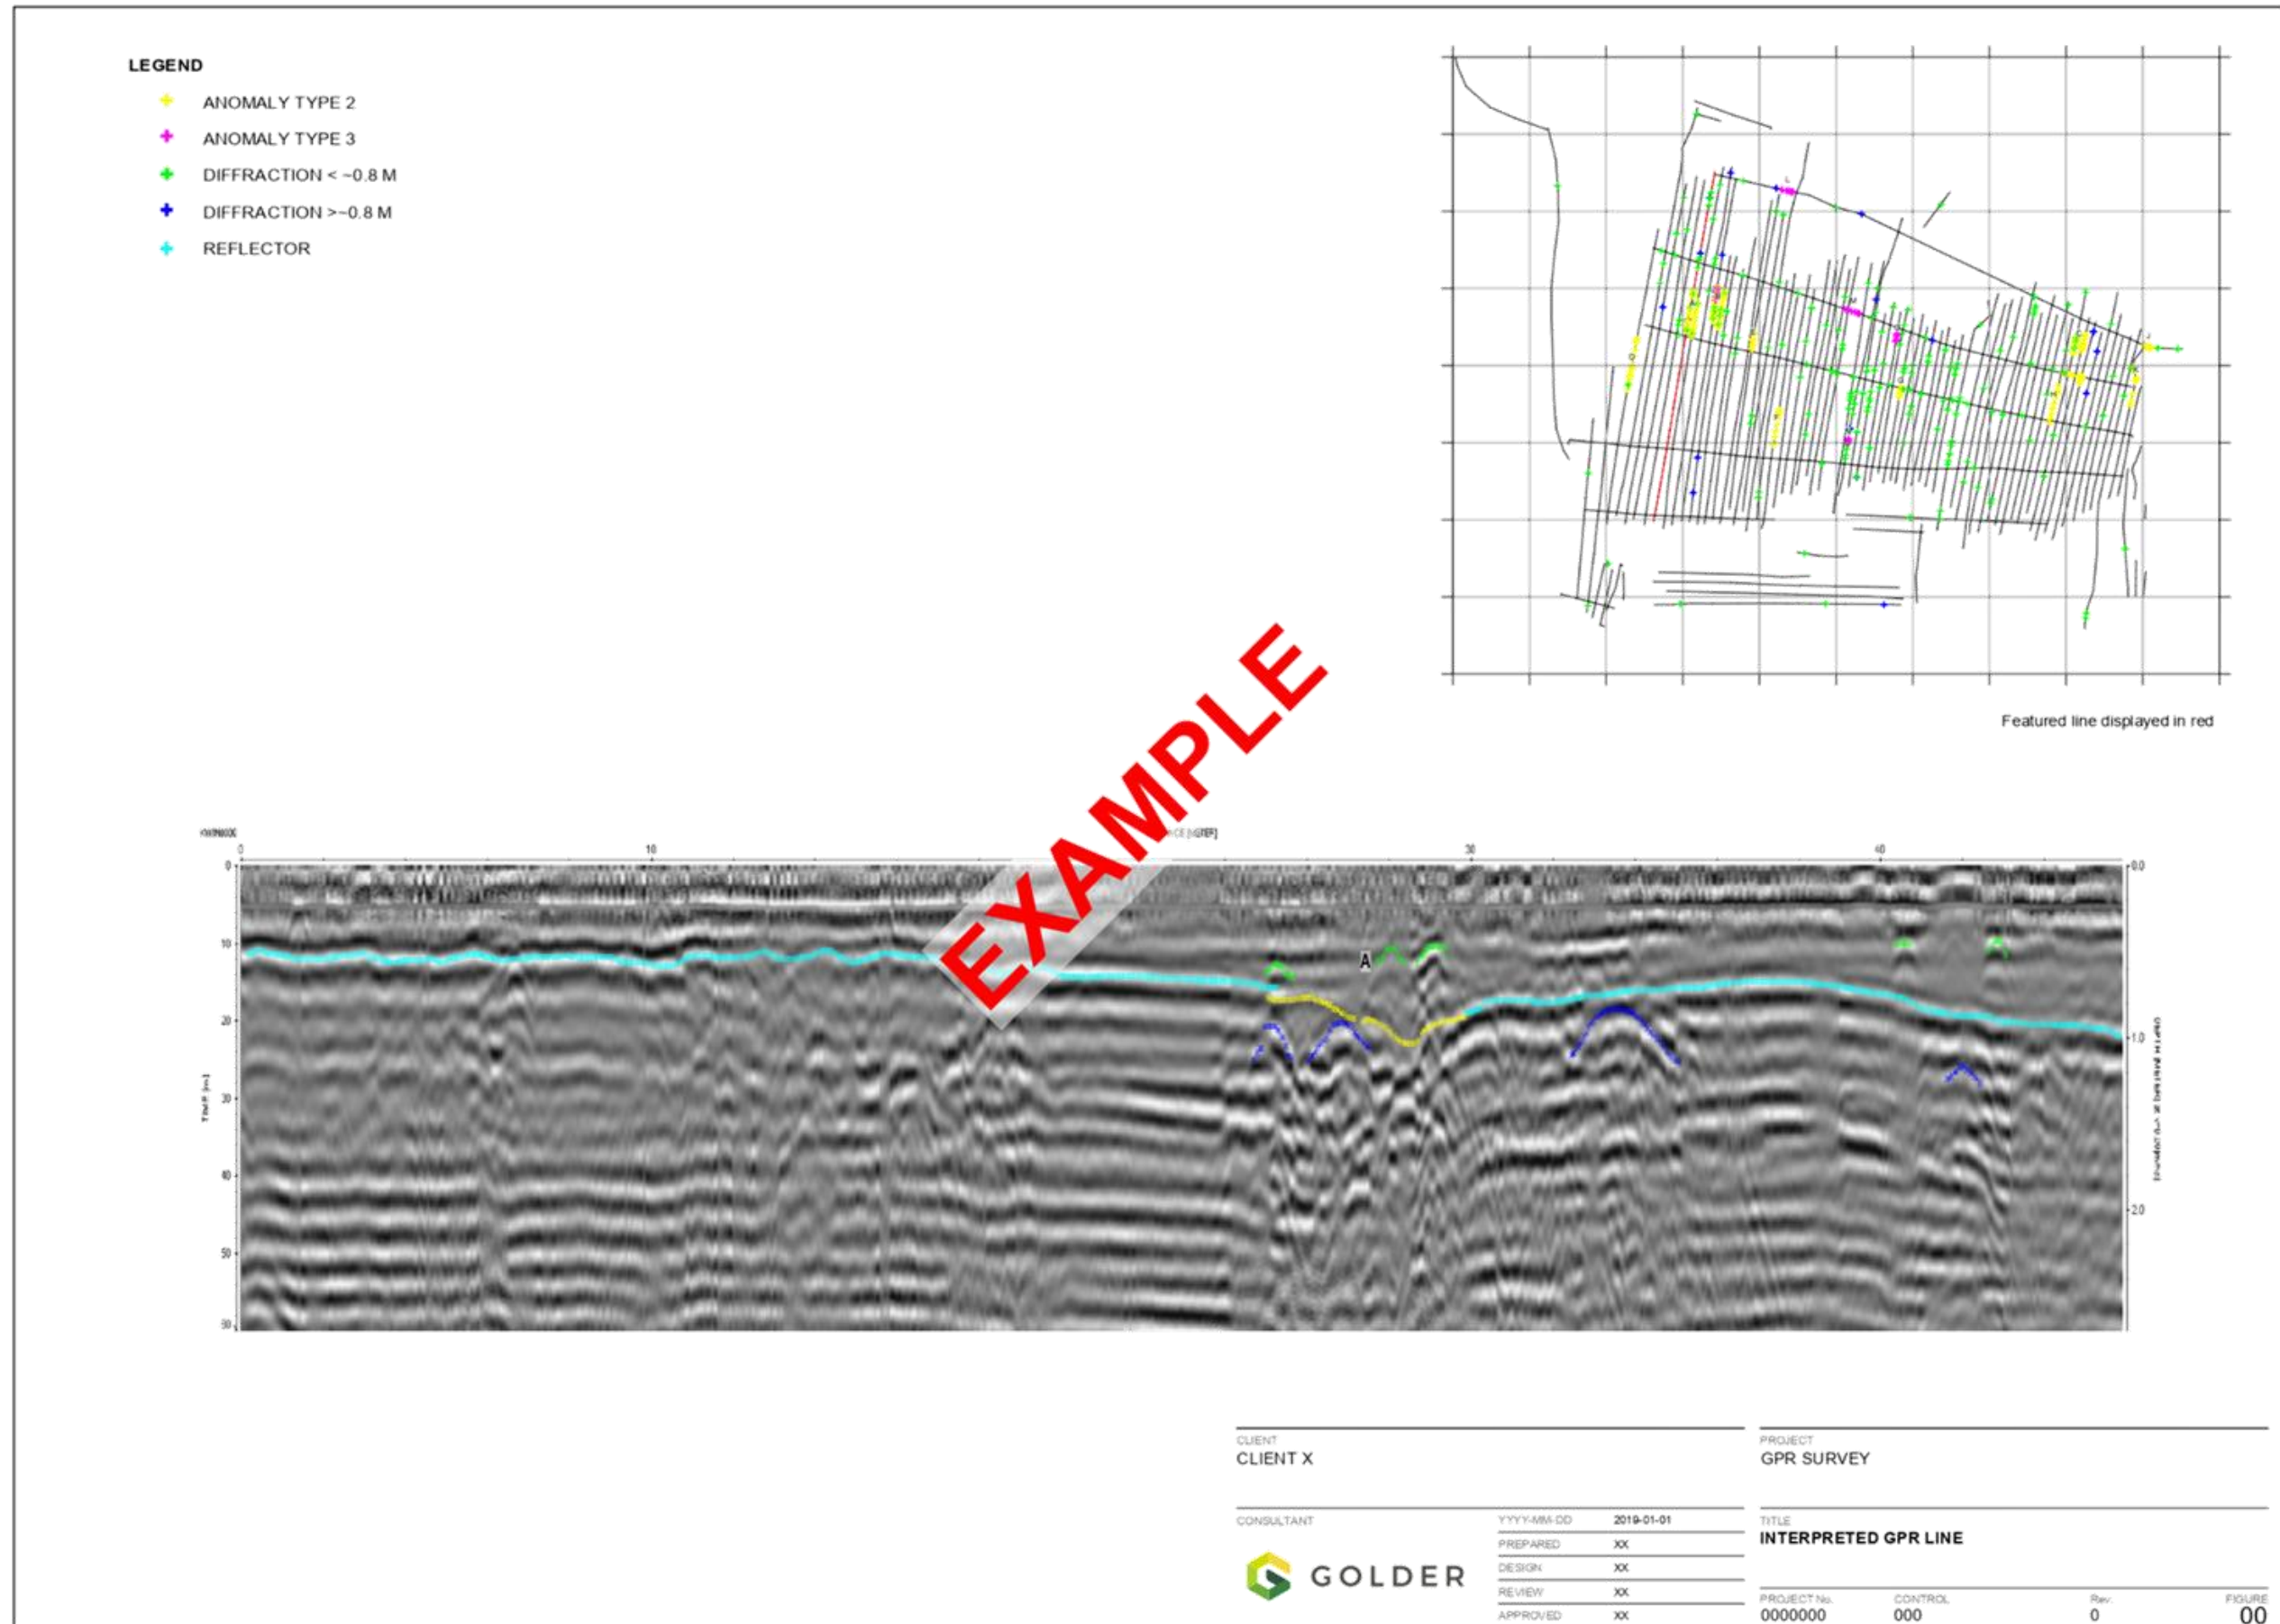 LEGEND
ANOMALY TYPE 2
ANOMALY TYPE 3
DIFFRACTION < ~0.8 M
DIFFRACTION >~0.8 M
REFLECTOR
Featured line displayed in red
EXAMPLE
0 10 30 40
0 0.0
10
A
20
1.0
30
40
2.0
50
CLIENT
CLIENT X
PROJECT
GPR SURVEY
CONSULTANT
GOLDER
YYYY-MM-DD 2019-01-01
PREPARED XX
DESIGN XX
REVIEW XX
APPROVED XX
TITLE
INTERPRETED GPR LINE
PROJECT No. CONTROL Rev. FIGURE
0000000 000 0 00